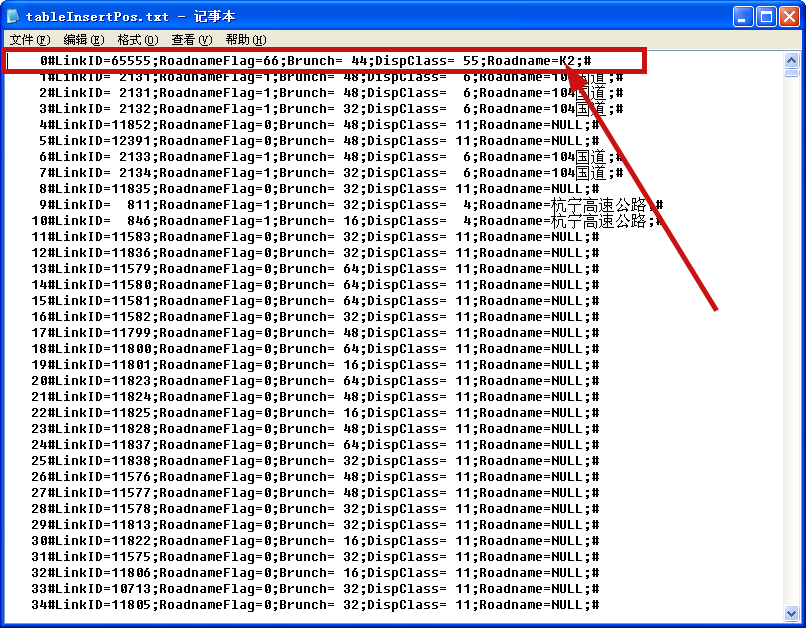 tableInsertPos.txt - 记事本
文件(F) 编辑(E) 格式(O) 查看(V) 帮助(H)
0#LinkID=65555;RoadnameFlag=66;Brunch= 44;DispClass= 55;Roadname=K2;#
1#LinkID= 2131;RoadnameFlag=1;Brunch= 48;DispClass=  6;Roadname=104国道;#
2#LinkID= 2131;RoadnameFlag=1;Brunch= 48;DispClass=  6;Roadname=104国道;#
3#LinkID= 2132;RoadnameFlag=1;Brunch= 32;DispClass=  6;Roadname=104国道;#
4#LinkID=11852;RoadnameFlag=0;Brunch= 48;DispClass= 11;Roadname=NULL;#
5#LinkID=12391;RoadnameFlag=0;Brunch= 48;DispClass= 11;Roadname=NULL;#
6#LinkID= 2133;RoadnameFlag=1;Brunch= 48;DispClass=  6;Roadname=104国道;#
7#LinkID= 2134;RoadnameFlag=1;Brunch= 32;DispClass=  6;Roadname=104国道;#
8#LinkID=11835;RoadnameFlag=0;Brunch= 32;DispClass= 11;Roadname=NULL;#
9#LinkID=  811;RoadnameFlag=1;Brunch= 32;DispClass=  4;Roadname=杭宁高速公路;#
10#LinkID=  846;RoadnameFlag=1;Brunch= 16;DispClass=  4;Roadname=杭宁高速公路;#
11#LinkID=11583;RoadnameFlag=0;Brunch= 32;DispClass= 11;Roadname=NULL;#
12#LinkID=11836;RoadnameFlag=0;Brunch= 32;DispClass= 11;Roadname=NULL;#
13#LinkID=11579;RoadnameFlag=0;Brunch= 64;DispClass= 11;Roadname=NULL;#
14#LinkID=11580;RoadnameFlag=0;Brunch= 64;DispClass= 11;Roadname=NULL;#
15#LinkID=11581;RoadnameFlag=0;Brunch= 64;DispClass= 11;Roadname=NULL;#
16#LinkID=11582;RoadnameFlag=0;Brunch= 32;DispClass= 11;Roadname=NULL;#
17#LinkID=11799;RoadnameFlag=0;Brunch= 48;DispClass= 11;Roadname=NULL;#
18#LinkID=11800;RoadnameFlag=0;Brunch= 64;DispClass= 11;Roadname=NULL;#
19#LinkID=11801;RoadnameFlag=0;Brunch= 16;DispClass= 11;Roadname=NULL;#
20#LinkID=11823;RoadnameFlag=0;Brunch= 64;DispClass= 11;Roadname=NULL;#
21#LinkID=11824;RoadnameFlag=0;Brunch= 48;DispClass= 11;Roadname=NULL;#
22#LinkID=11825;RoadnameFlag=0;Brunch= 16;DispClass= 11;Roadname=NULL;#
23#LinkID=11828;RoadnameFlag=0;Brunch= 48;DispClass= 11;Roadname=NULL;#
24#LinkID=11837;RoadnameFlag=0;Brunch= 64;DispClass= 11;Roadname=NULL;#
25#LinkID=11838;RoadnameFlag=0;Brunch= 32;DispClass= 11;Roadname=NULL;#
26#LinkID=11576;RoadnameFlag=0;Brunch= 48;DispClass= 11;Roadname=NULL;#
27#LinkID=11577;RoadnameFlag=0;Brunch= 48;DispClass= 11;Roadname=NULL;#
28#LinkID=11578;RoadnameFlag=0;Brunch= 32;DispClass= 11;Roadname=NULL;#
29#LinkID=11813;RoadnameFlag=0;Brunch= 32;DispClass= 11;Roadname=NULL;#
30#LinkID=11822;RoadnameFlag=0;Brunch= 16;DispClass= 11;Roadname=NULL;#
31#LinkID=11575;RoadnameFlag=0;Brunch= 32;DispClass= 11;Roadname=NULL;#
32#LinkID=11806;RoadnameFlag=0;Brunch= 16;DispClass= 11;Roadname=NULL;#
33#LinkID=10713;RoadnameFlag=0;Brunch= 32;DispClass= 11;Roadname=NULL;#
34#LinkID=11805;RoadnameFlag=0;Brunch= 32;DispClass= 11;Roadname=NULL;#